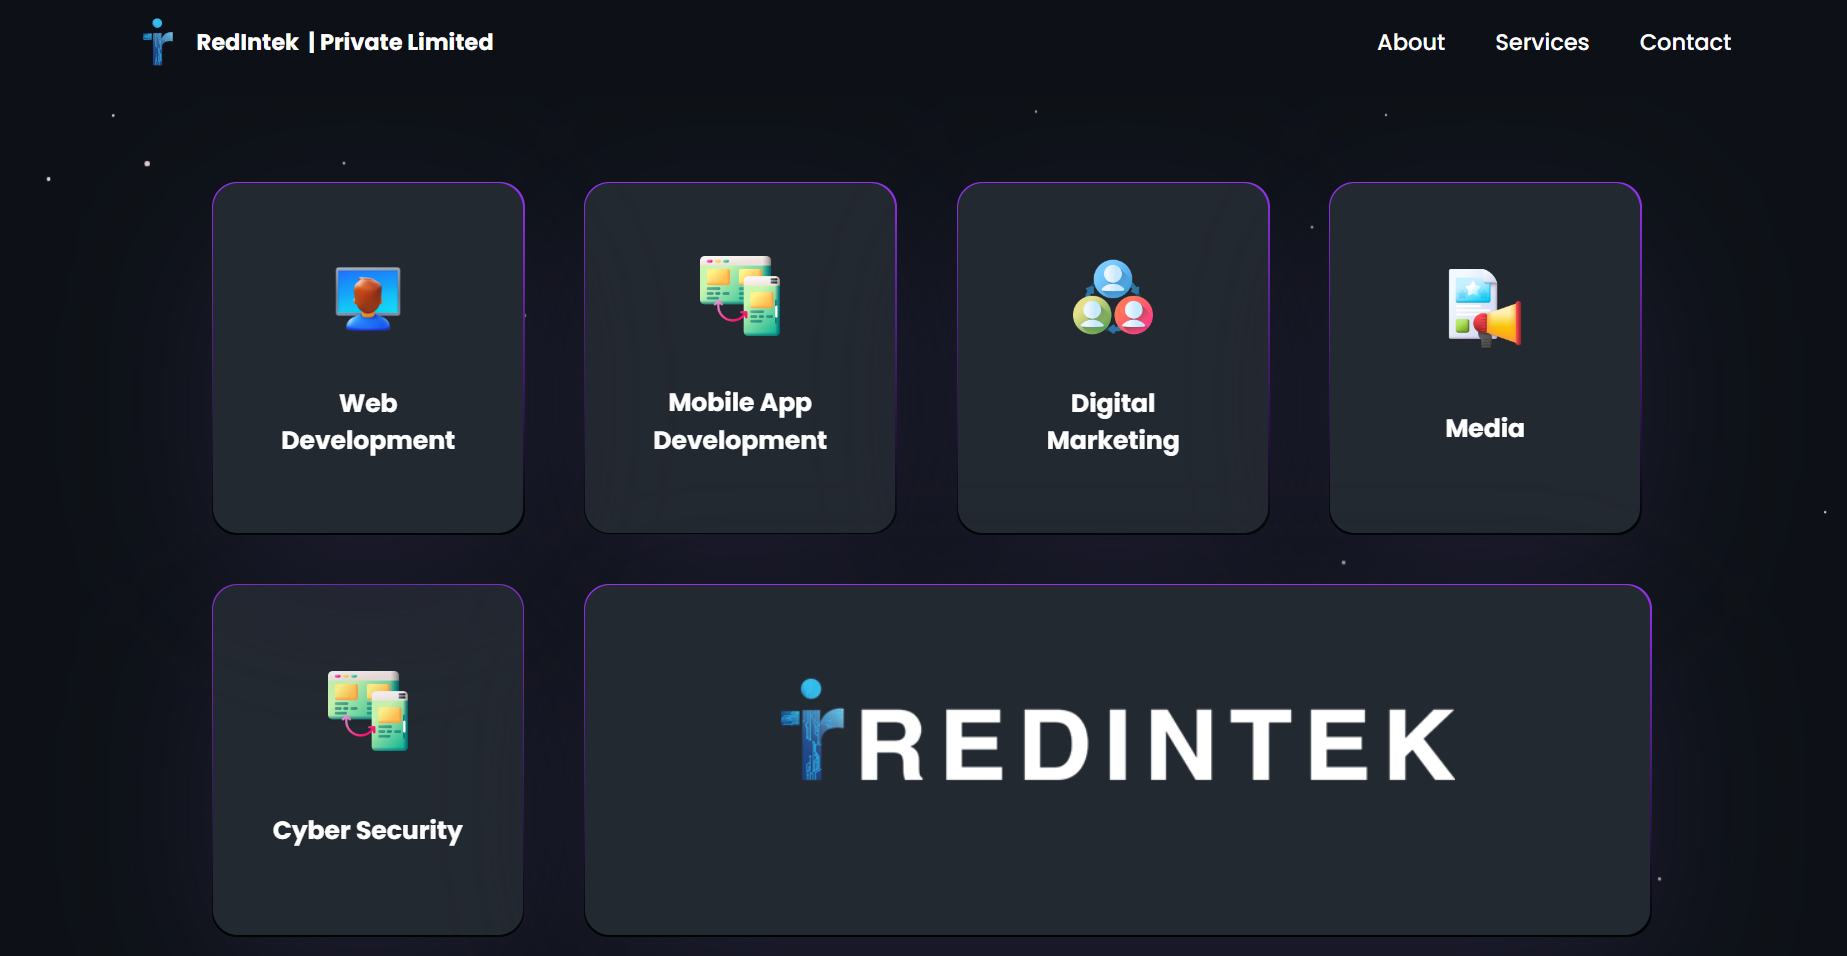 RedIntek | Private Limited
About Services Contact
Web
Development
Mobile App
Development
Digital
Marketing
Media
Cyber Security
REDINTEK